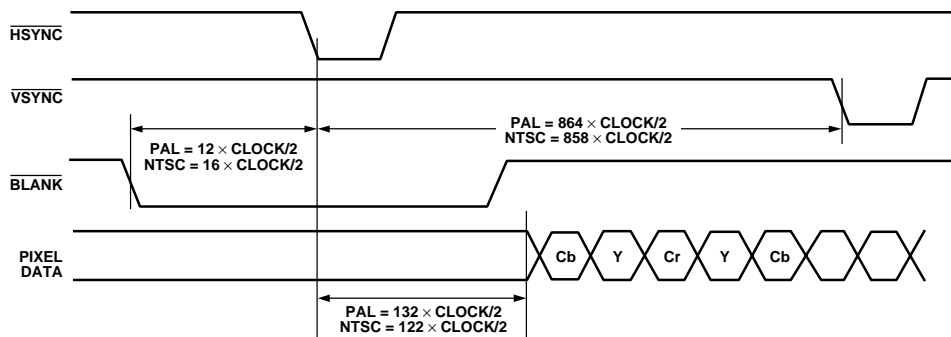 HSYNC
VSYNC
PAL = 12 × CLOCK/2
NTSC = 16 × CLOCK/2
PAL = 864 × CLOCK/2
NTSC = 858 × CLOCK/2
BLANK
PIXEL
DATA
Cb Y Cr Y Cb
PAL = 132 × CLOCK/2
NTSC = 122 × CLOCK/2